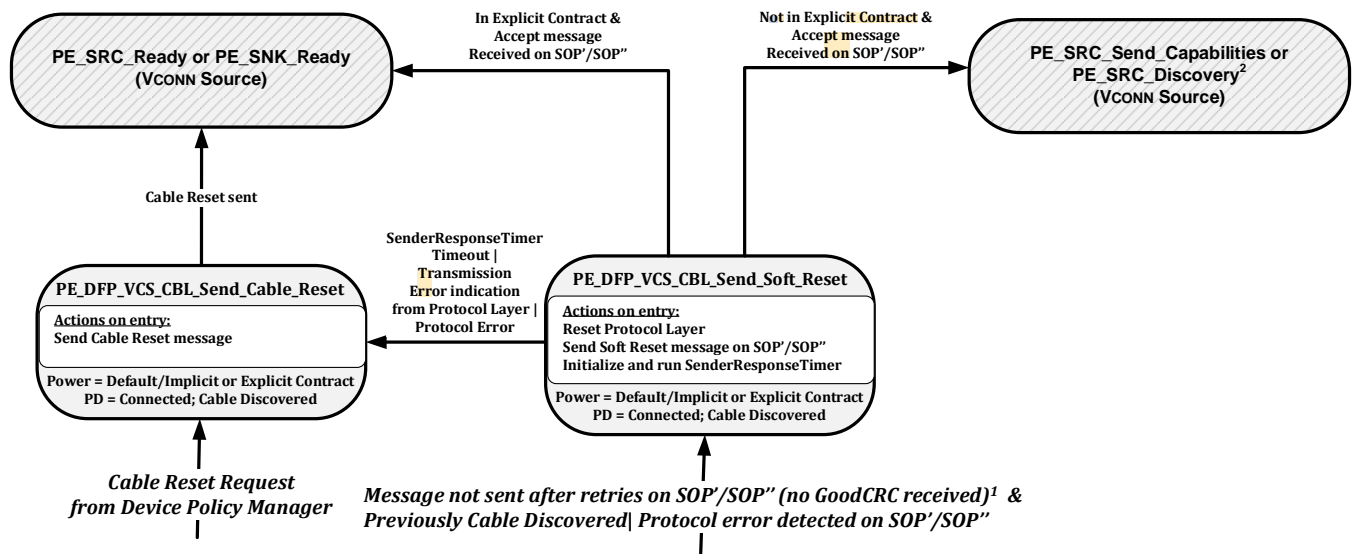 In Explicit Contract &
Accept message
Received on SOP’/SOP’’
Not in Explicit Contract &
Accept message
Received on SOP’/SOP’’
PE_SRC_Ready or PE_SNK_Ready
(VCONN Source)
PE_SRC_Send_Capabilities or
PE_SRC_Discovery²
(VCONN Source)
Cable Reset sent
SenderResponseTimer
Timeout |
Transmission
Error indication
from Protocol Layer |
Protocol Error
PE_DFP_VCS_CBL_Send_Cable_Reset
Actions on entry:
Send Cable Reset message
Power = Default/Implicit or Explicit Contract
PD = Connected; Cable Discovered
PE_DFP_VCS_CBL_Send_Soft_Reset
Actions on entry:
Reset Protocol Layer
Send Soft Reset message on SOP’/SOP’’
Initialize and run SenderResponseTimer
Power = Default/Implicit or Explicit Contract
PD = Connected; Cable Discovered
Cable Reset Request
from Device Policy Manager
Message not sent after retries on SOP’/SOP’’ (no GoodCRC received)¹ &
Previously Cable Discovered| Protocol error detected on SOP’/SOP’’